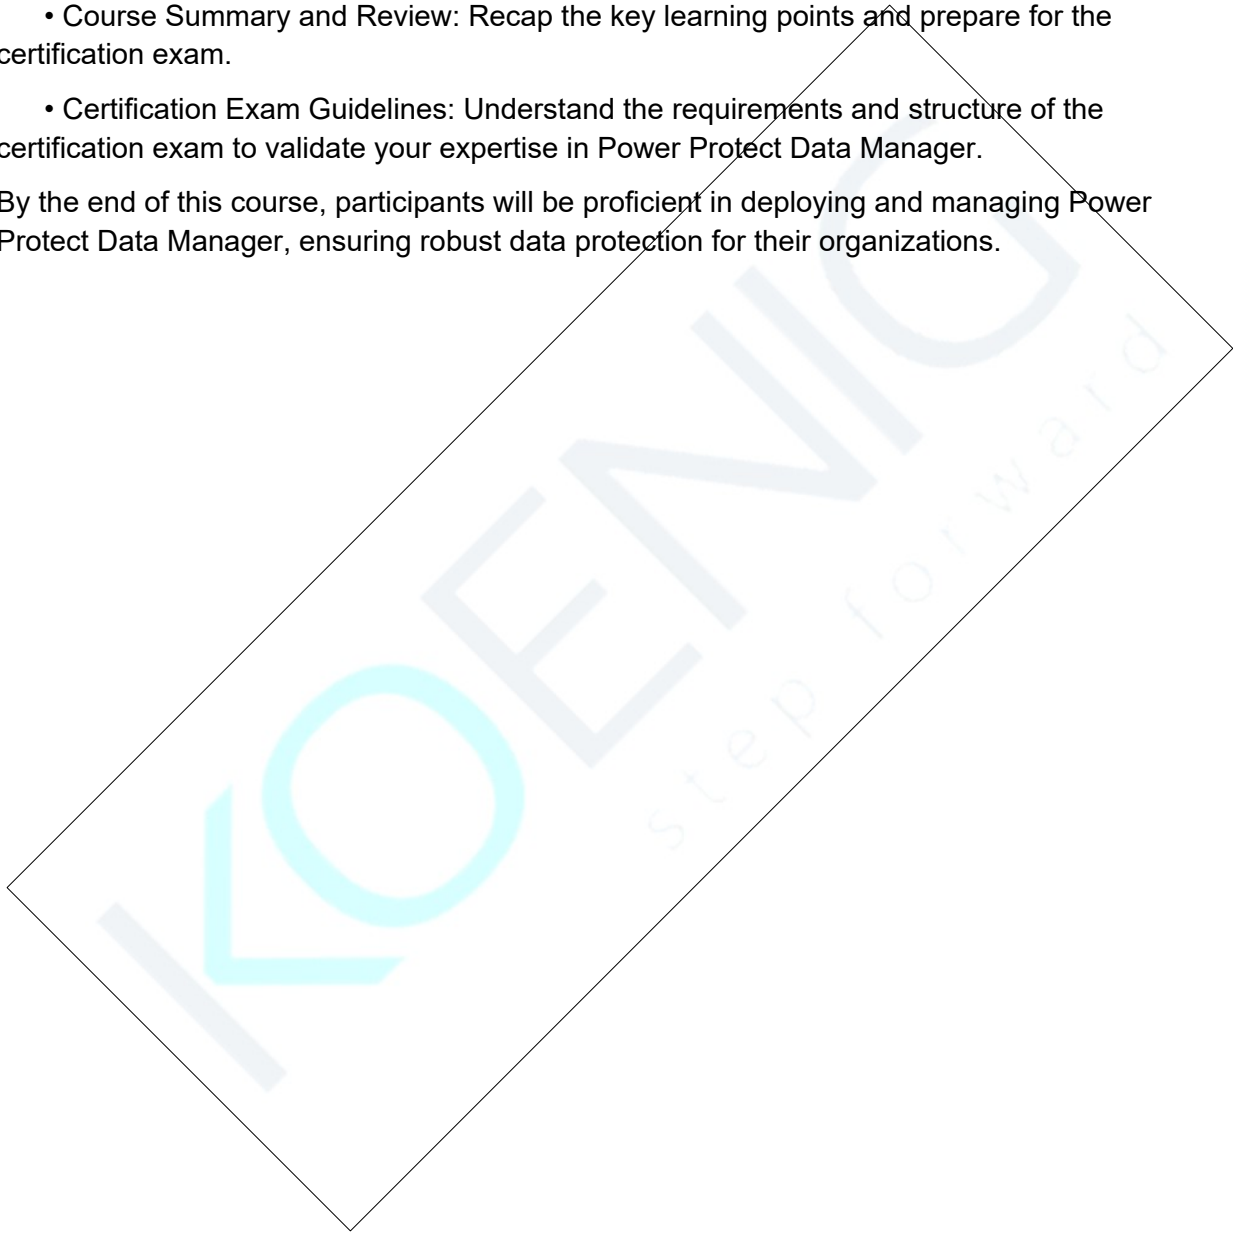 • Course Summary and Review: Recap the key learning points and prepare for the
certification exam.
• Certification Exam Guidelines: Understand the requirements and structure of the
certification exam to validate your expertise in Power Protect Data Manager.
By the end of this course, participants will be proficient in deploying and managing Power
Protect Data Manager, ensuring robust data protection for their organizations.
KOENIG
step forward